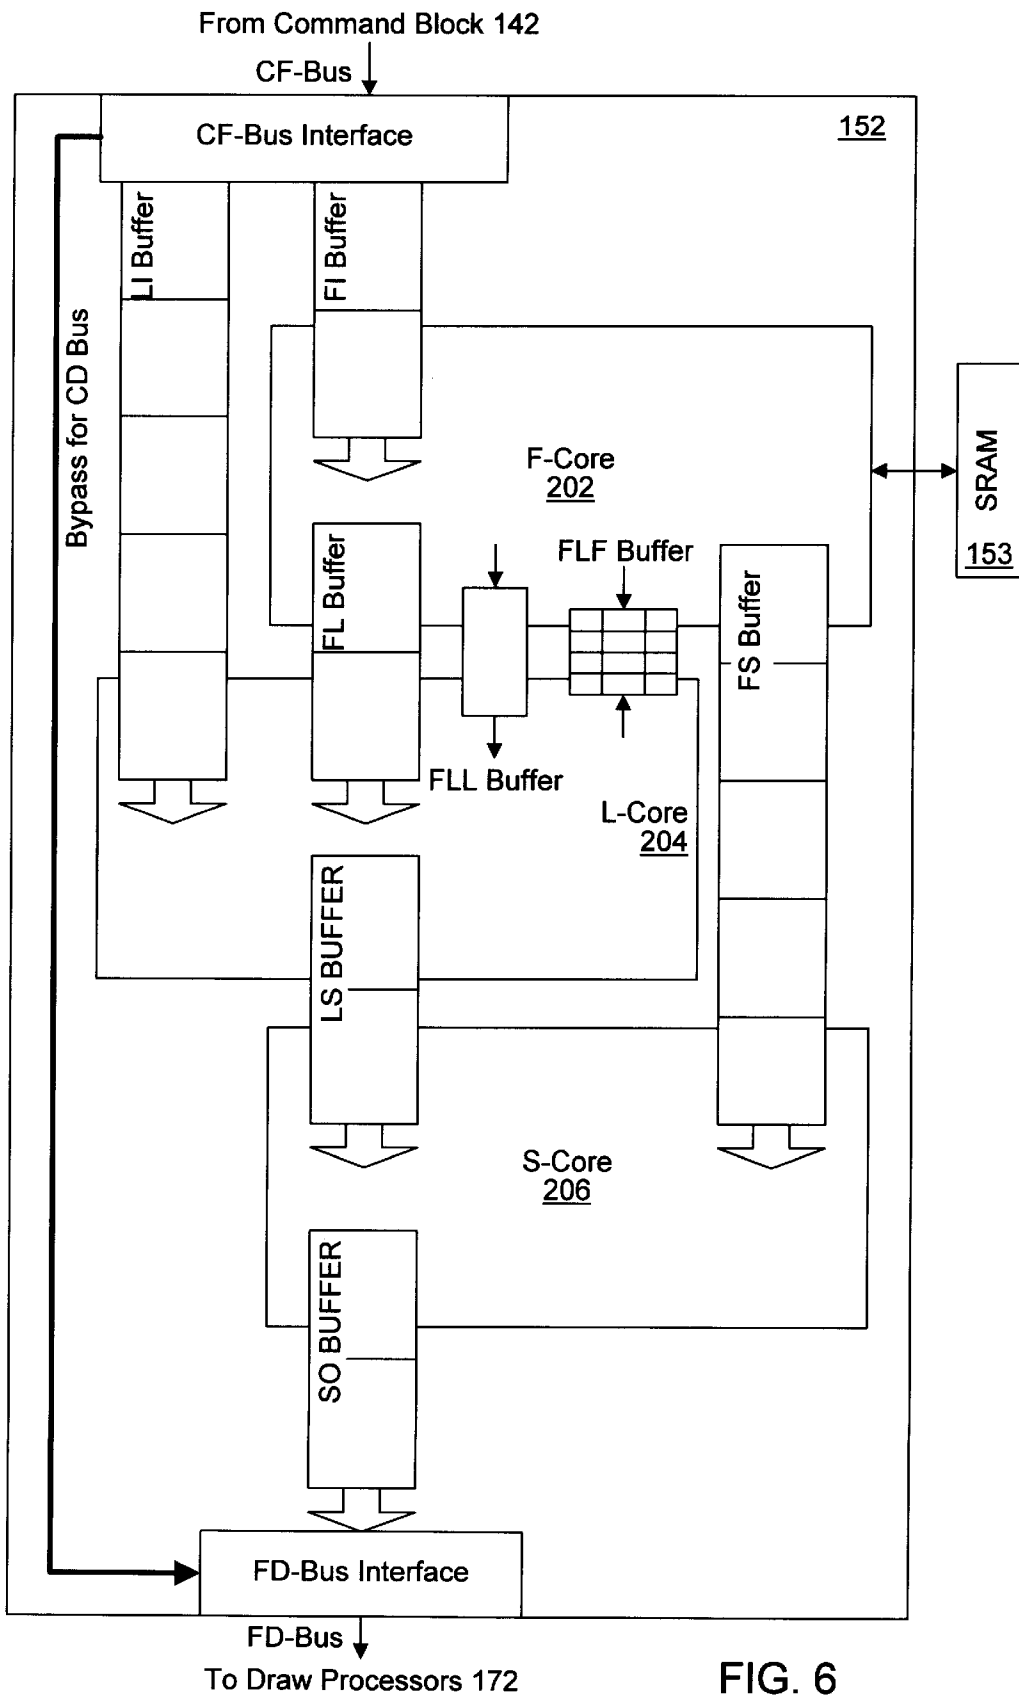 From Command Block 142
CF-Bus
CF-Bus Interface
152
LI Buffer
FI Buffer
Bypass for CD Bus
F-Core
202
SRAM
153
FL Buffer
FLF Buffer
FS Buffer
FLL Buffer
L-Core
204
LS BUFFER
S-Core
206
SO BUFFER
FD-Bus Interface
FD-Bus
To Draw Processors 172
FIG. 6